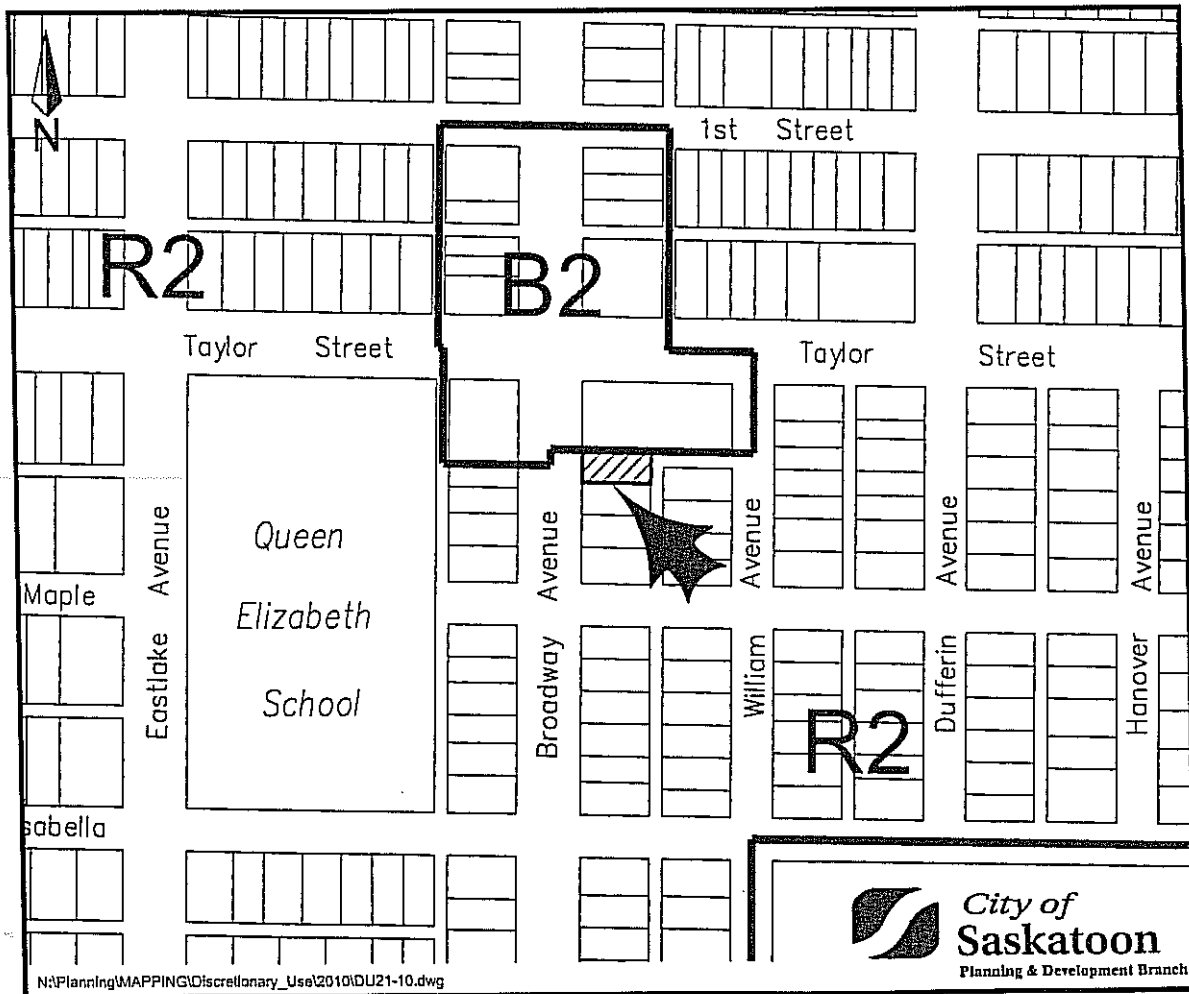 N
1st Street
R2
B2
Taylor Street
Taylor Street
Queen
Elizabeth
School
Maple
Eastlake Avenue
Broadway Avenue
William Avenue
Dufferin Avenue
Hanover Avenue
R2
sabella
City of
Saskatoon
Planning & Development Branch
N:\Planning\MAPPING\Discretionary_Use\2010\DU21-10.dwg